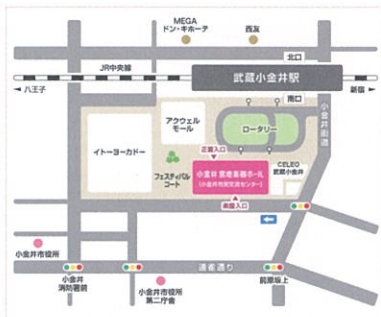 MEGA
ドン・キホーテ
西友
北口
JR中央線
武蔵小金井駅
八王子
新宿
南口
小金井街道
アクウェル
モール
ロータリー
イトーヨーカドー
正面入口
フェスティバル
コート
小金井 宮地楽器ホール
(小金井市民交流センター)
CELEO
武蔵小金井
南側入口
小金井市役所
連雀通り
小金井
消防署前
小金井市役所
第二庁舎
前原坂上